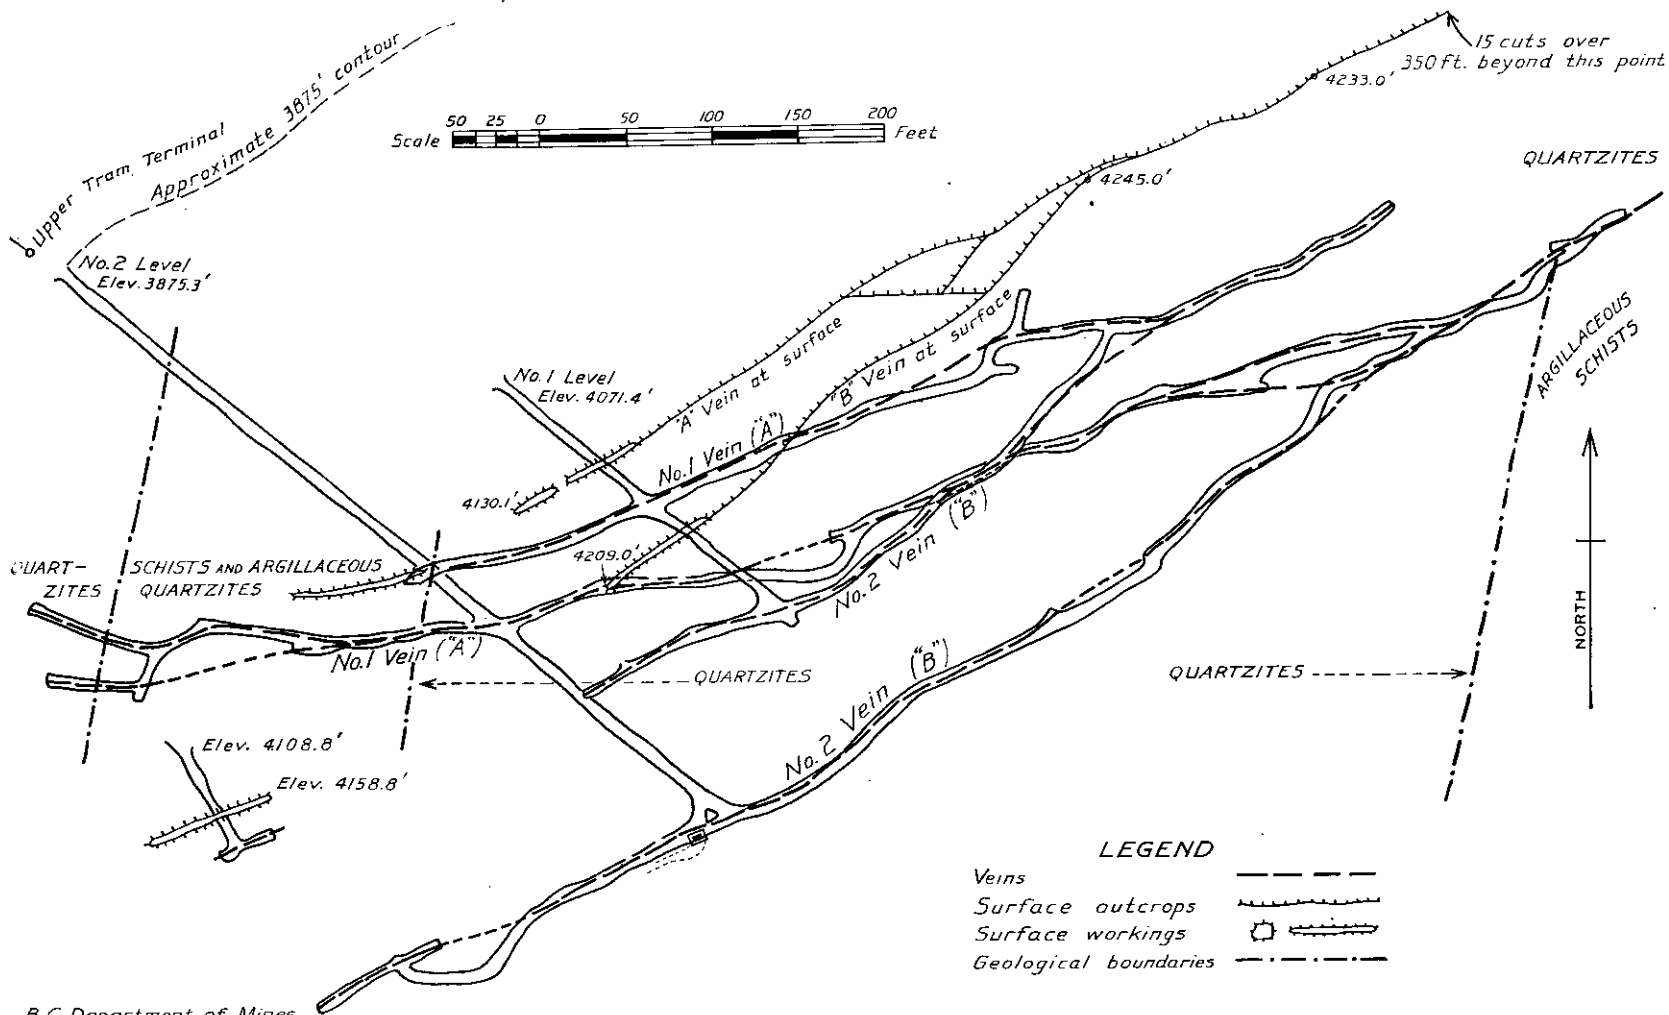 15 cuts over
350 ft. beyond this point
4233.0'
Approximate 3875' contour
Upper Tram Terminal
50 25 0 50 100 150 200
Scale Feet
QUARTZITES
4245.0'
No. 2 Level
Elev. 3875.3'
ARGILLACEOUS
SCHISTS
No. 1 Level
Elev. 4071.4'
"A" Vein at surface
"B" Vein at surface
No. 1 Vein ("A")
4130.1'
4209.0'
("B")
No. 2 Vein
QUART-
ZITES
SCHISTS AND ARGILLACEOUS
QUARTZITES
No. 1 Vein ("A")
QUARTZITES
No. 2 Vein ("B")
QUARTZITES
NORTH
Elev. 4108.8'
Elev. 4158.8'
LEGEND
Veins
Surface outcrops
Surface workings
Geological boundaries
B.C. Department of Mines